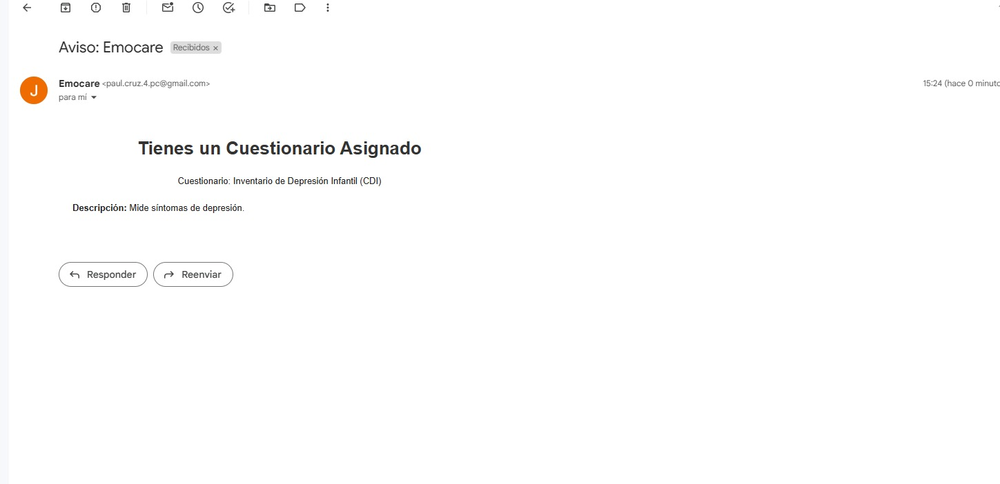 Aviso: Emocare Recibidos ×
J
Emocare <paul.cruz.4.pc@gmail.com> 15:24 (hace 0 minuto
para mí
Tienes un Cuestionario Asignado
Cuestionario: Inventario de Depresión Infantil (CDI)
Descripción: Mide síntomas de depresión.
Responder Reenviar